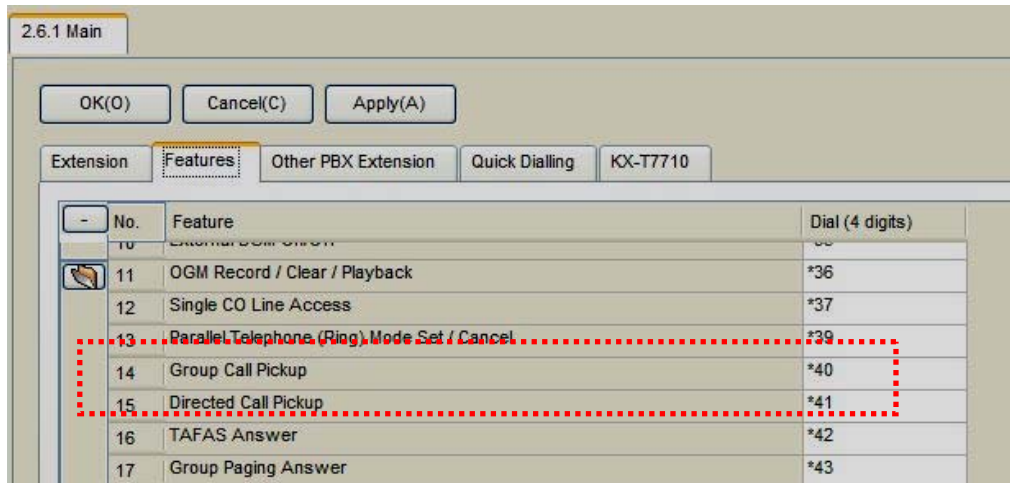 2.6.1 Main
OK(O) Cancel(C) Apply(A)
Extension Features Other PBX Extension Quick Dialling KX-T7710
- No. Feature Dial (4 digits)
11 OGM Record / Clear / Playback *36
12 Single CO Line Access *37
13 Parallel Telephone (Ring) Mode Set / Cancel *39
14 Group Call Pickup *40
15 Directed Call Pickup *41
16 TAFAS Answer *42
17 Group Paging Answer *43